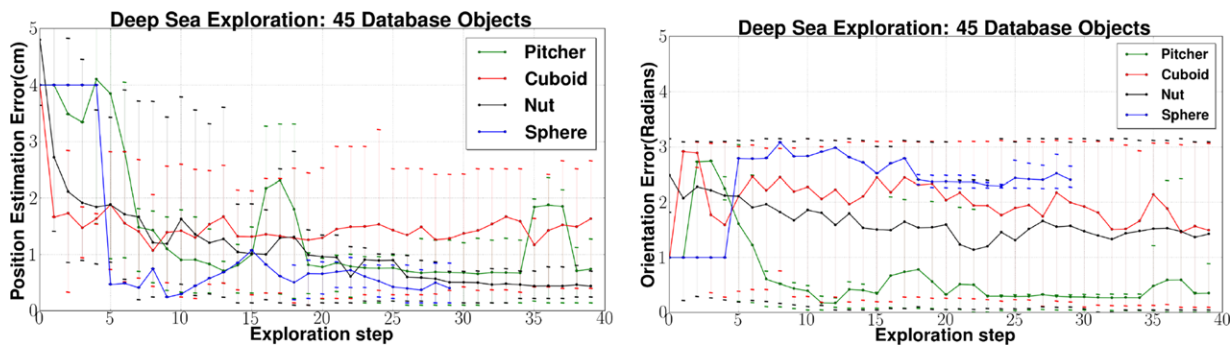 Deep Sea Exploration: 45 Database Objects
Position Estimation Error(cm)
5
4
3
2
1
0
Pitcher
Cuboid
Nut
Sphere
0 5 10 15 20 25 30 35 40
Exploration step
Deep Sea Exploration: 45 Database Objects
Orientation Error(Radians)
5
4
3
2
1
0
Pitcher
Cuboid
Nut
Sphere
0 5 10 15 20 25 30 35 40
Exploration step